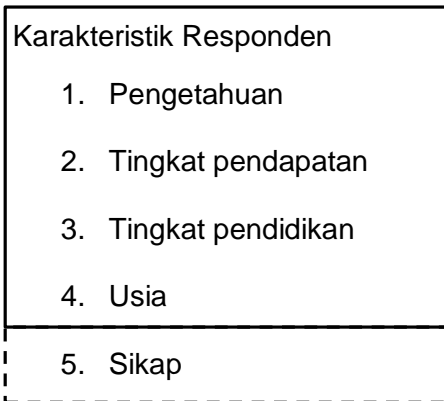 Karakteristik Responden
1. Pengetahuan
2. Tingkat pendapatan
3. Tingkat pendidikan
4. Usia
5. Sikap